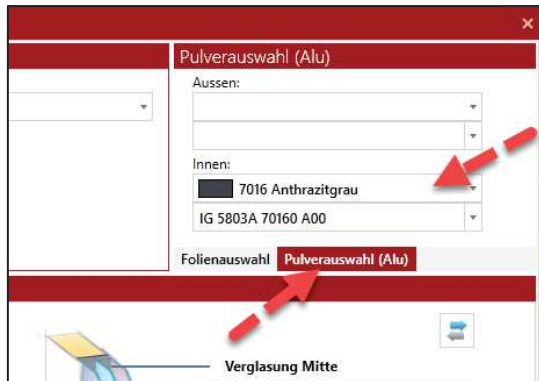 Pulverauswahl (Alu)
Aussen:
Innen:
7016 Anthrazitgrau
IG 5803A 70160 A00
Folienauswahl Pulverauswahl (Alu)
Verglasung Mitte